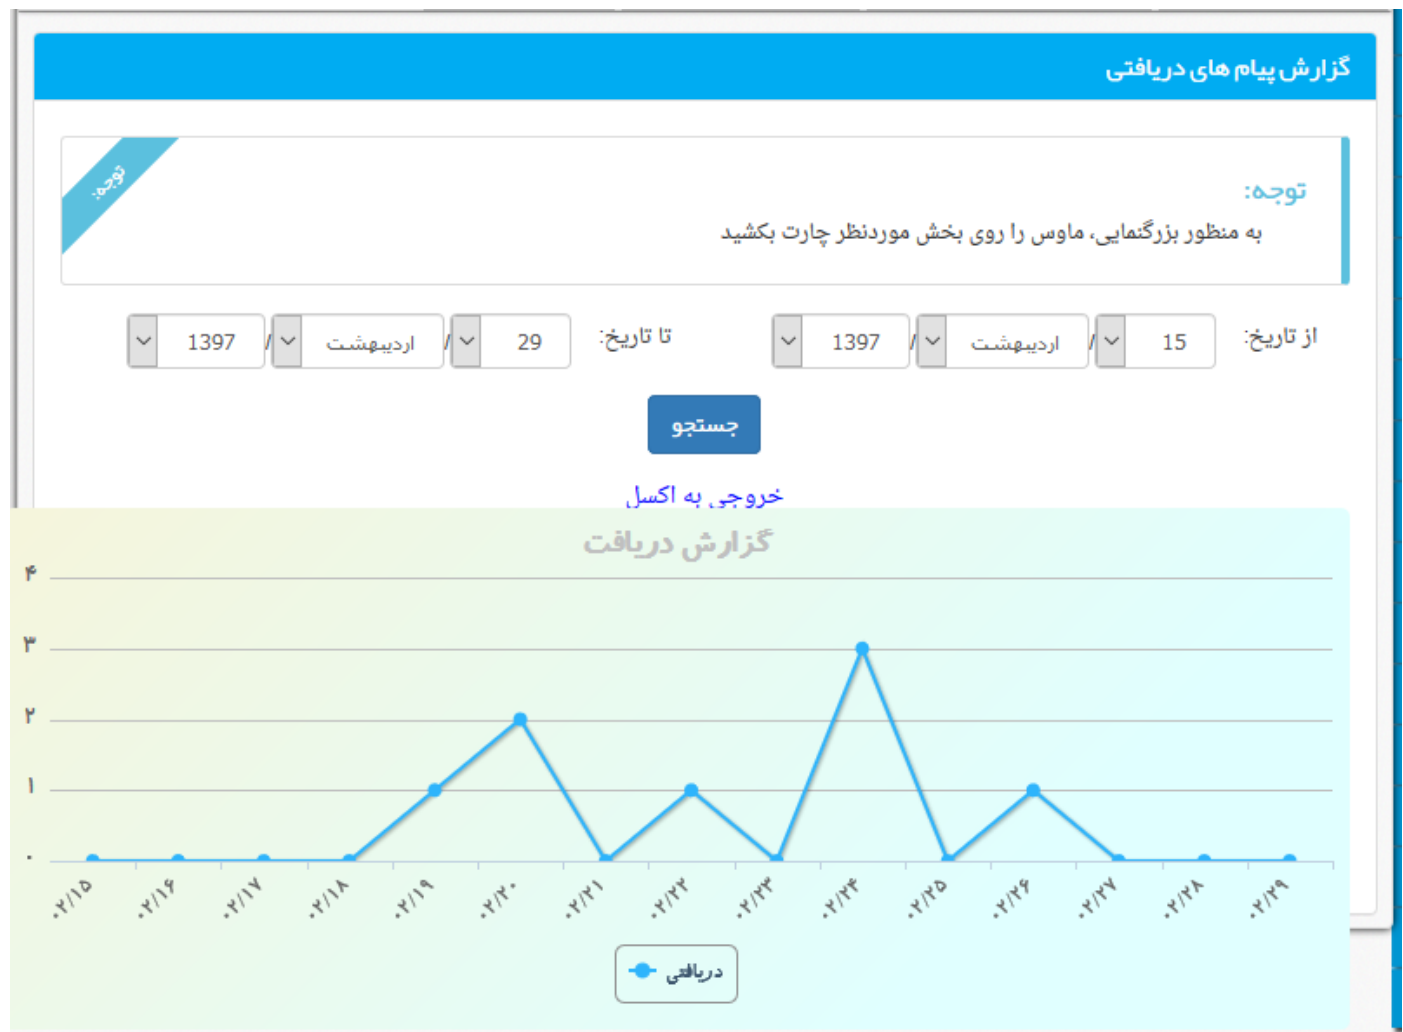 گزارش پیام های دریافتی
توجه:
توجه:
به منظور بزرگنمایی، ماوس را روی بخش موردنظر چارت بکشید
از تاریخ: 15 / اردیبهشت / 1397 تا تاریخ: 29 / اردیبهشت / 1397
جستجو
خروجی به اکسل
گزارش دریافت
۴
۳
۲
۱
۰
۰۲/۱۵ ۰۲/۱۶ ۰۲/۱۷ ۰۲/۱۸ ۰۲/۱۹ ۰۲/۲۰ ۰۲/۲۱ ۰۲/۲۲ ۰۲/۲۳ ۰۲/۲۴ ۰۲/۲۵ ۰۲/۲۶ ۰۲/۲۷ ۰۲/۲۸ ۰۲/۲۹
دریافتی